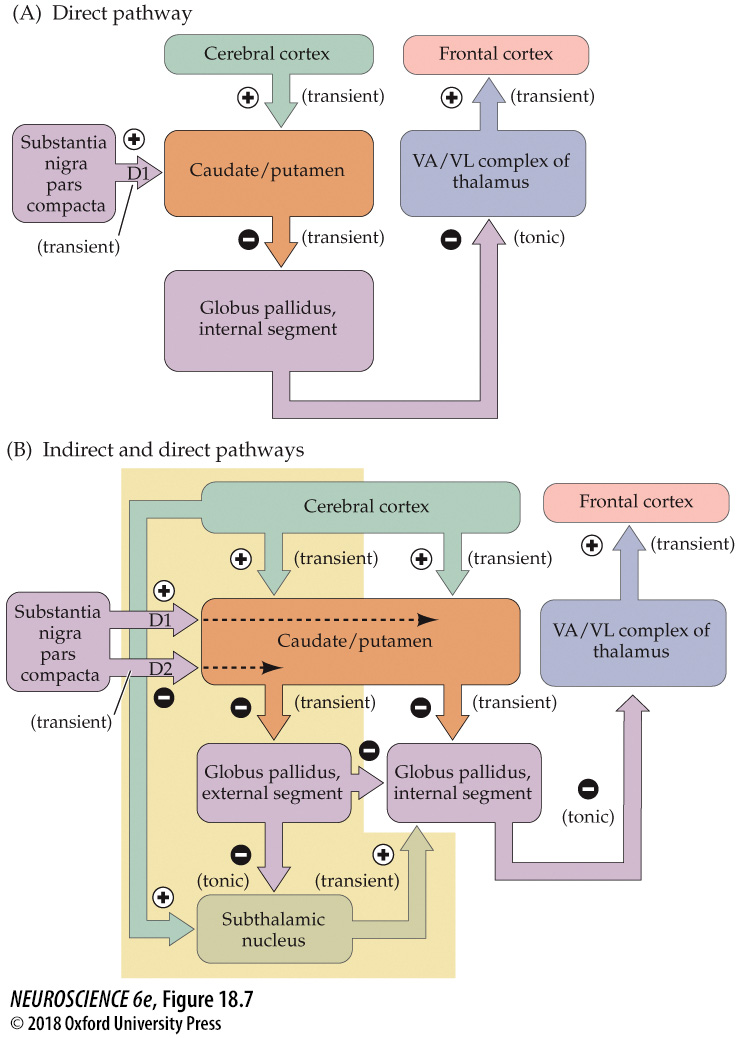 (A) Direct pathway
Cerebral cortex
Frontal cortex
+
(transient)
+
(transient)
Substantia
nigra
pars
compacta
+
D1
(transient)
Caudate/putamen
VA/VL complex of
thalamus
−
(transient)
−
(tonic)
Globus pallidus,
internal segment
(B) Indirect and direct pathways
Cerebral cortex
Frontal cortex
+
(transient)
+
(transient)
+
(transient)
Substantia
nigra
pars
compacta
+
D1
D2
−
(transient)
Caudate/putamen
VA/VL complex of
thalamus
−
(transient)
−
(transient)
Globus pallidus,
external segment
−
Globus pallidus,
internal segment
−
(tonic)
−
(tonic)
+
(transient)
+
Subthalamic
nucleus
NEUROSCIENCE 6e, Figure 18.7
© 2018 Oxford University Press